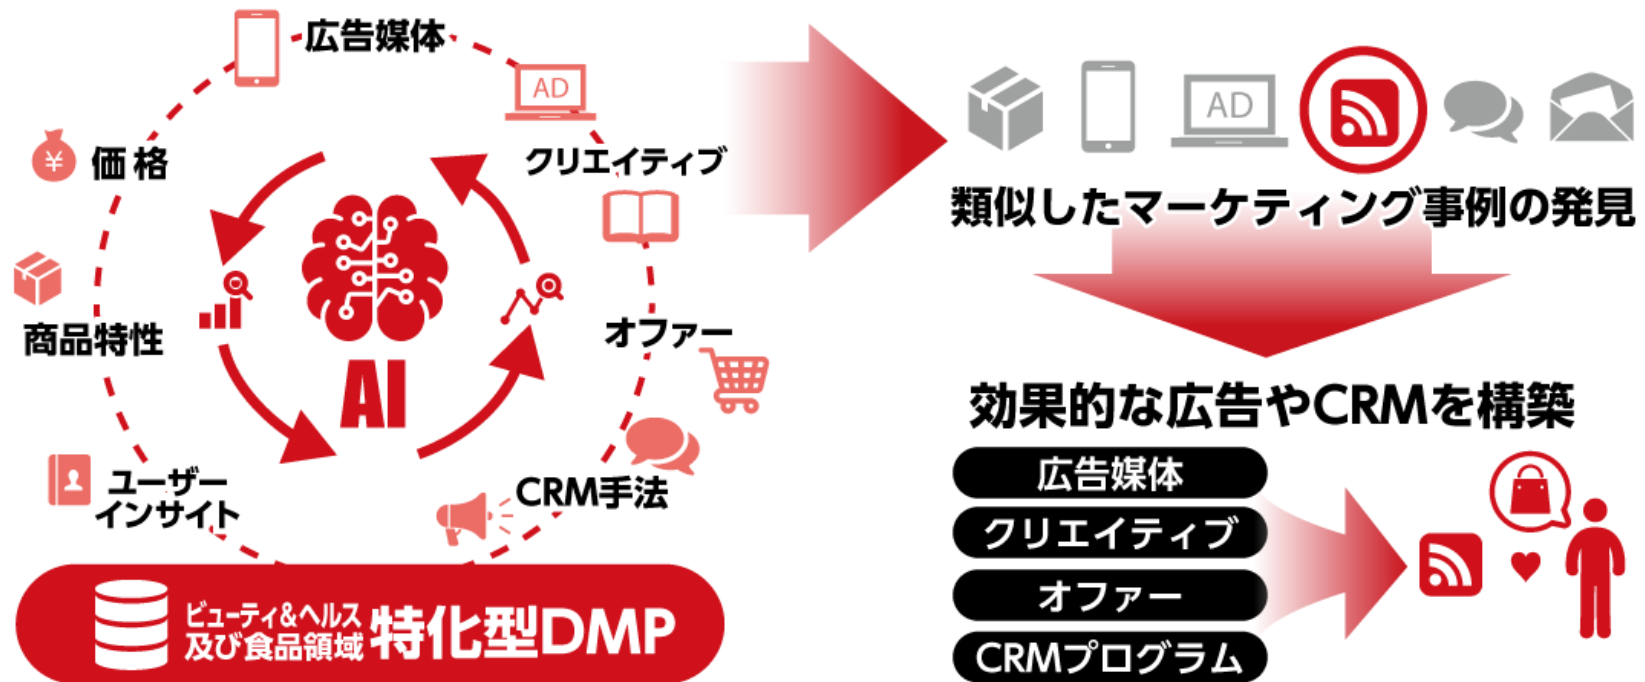 広告媒体
AD
クリエイティブ
¥
価格
商品特性
オファー
AI
ユーザー
インサイト
CRM手法
ビューティ&ヘルス
及び食品領域
特化型DMP
AD
類似したマーケティング事例の発見
効果的な広告やCRMを構築
広告媒体
クリエイティブ
オファー
CRMプログラム